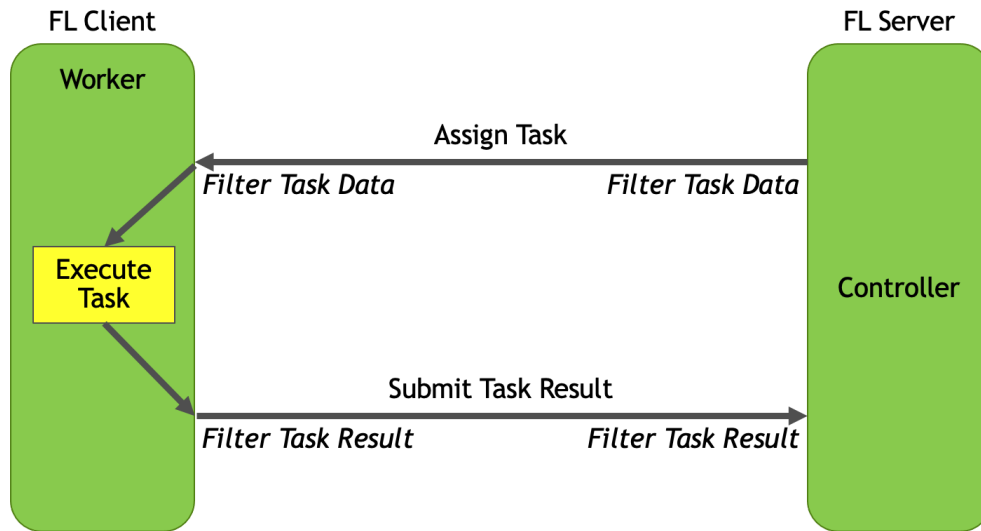 FL Client
FL Server
Worker
Assign Task
Filter Task Data
Filter Task Data
Execute
Task
Controller
Submit Task Result
Filter Task Result
Filter Task Result